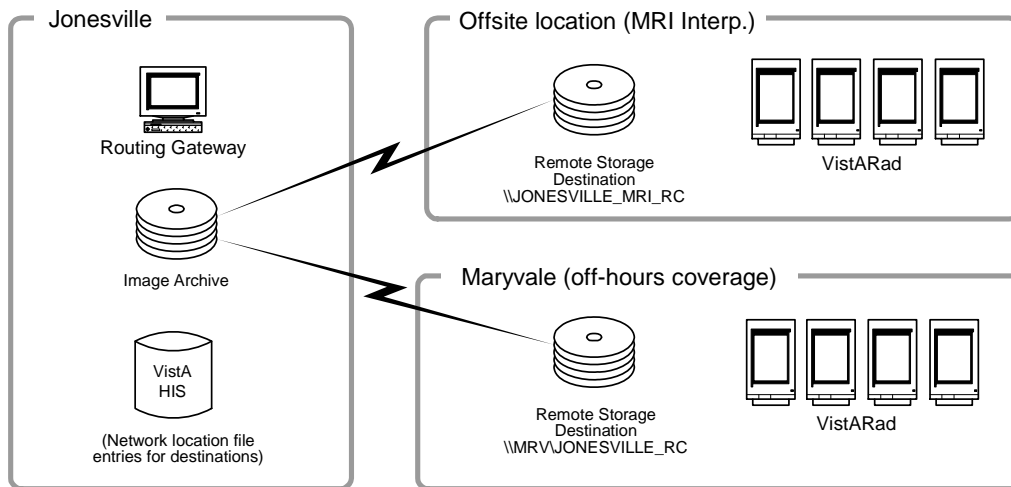 Jonesville
Routing Gateway
Image Archive
VistA
HIS
(Network location file
entries for destinations)
Offsite location (MRI Interp.)
Remote Storage
Destination
\\JONESVILLE_MRI_RC
VistARad
Maryvale (off-hours coverage)
Remote Storage
Destination
\\MRV\JONESVILLE_RC
VistARad